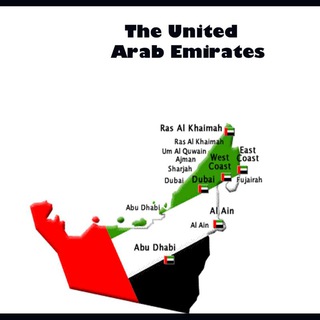 The United
Arab Emirates
Ras Al Khaimah
Ras Al Khaimah
Um Al Quwain
Ajman
Sharjah
Dubai
West
Coast
East
Coast
Dubai
Fujairah
Abu Dhabi
Al Ain
Al Ain
Abu Dhabi